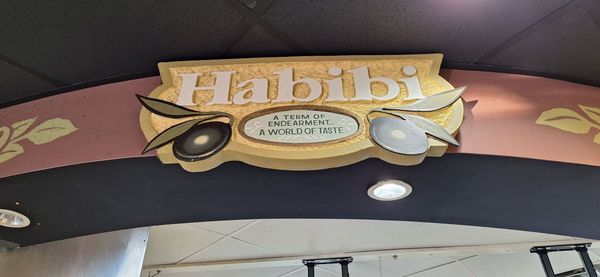 Habibi
A TERM OF
ENDEARMENT...
A WORLD OF TASTE